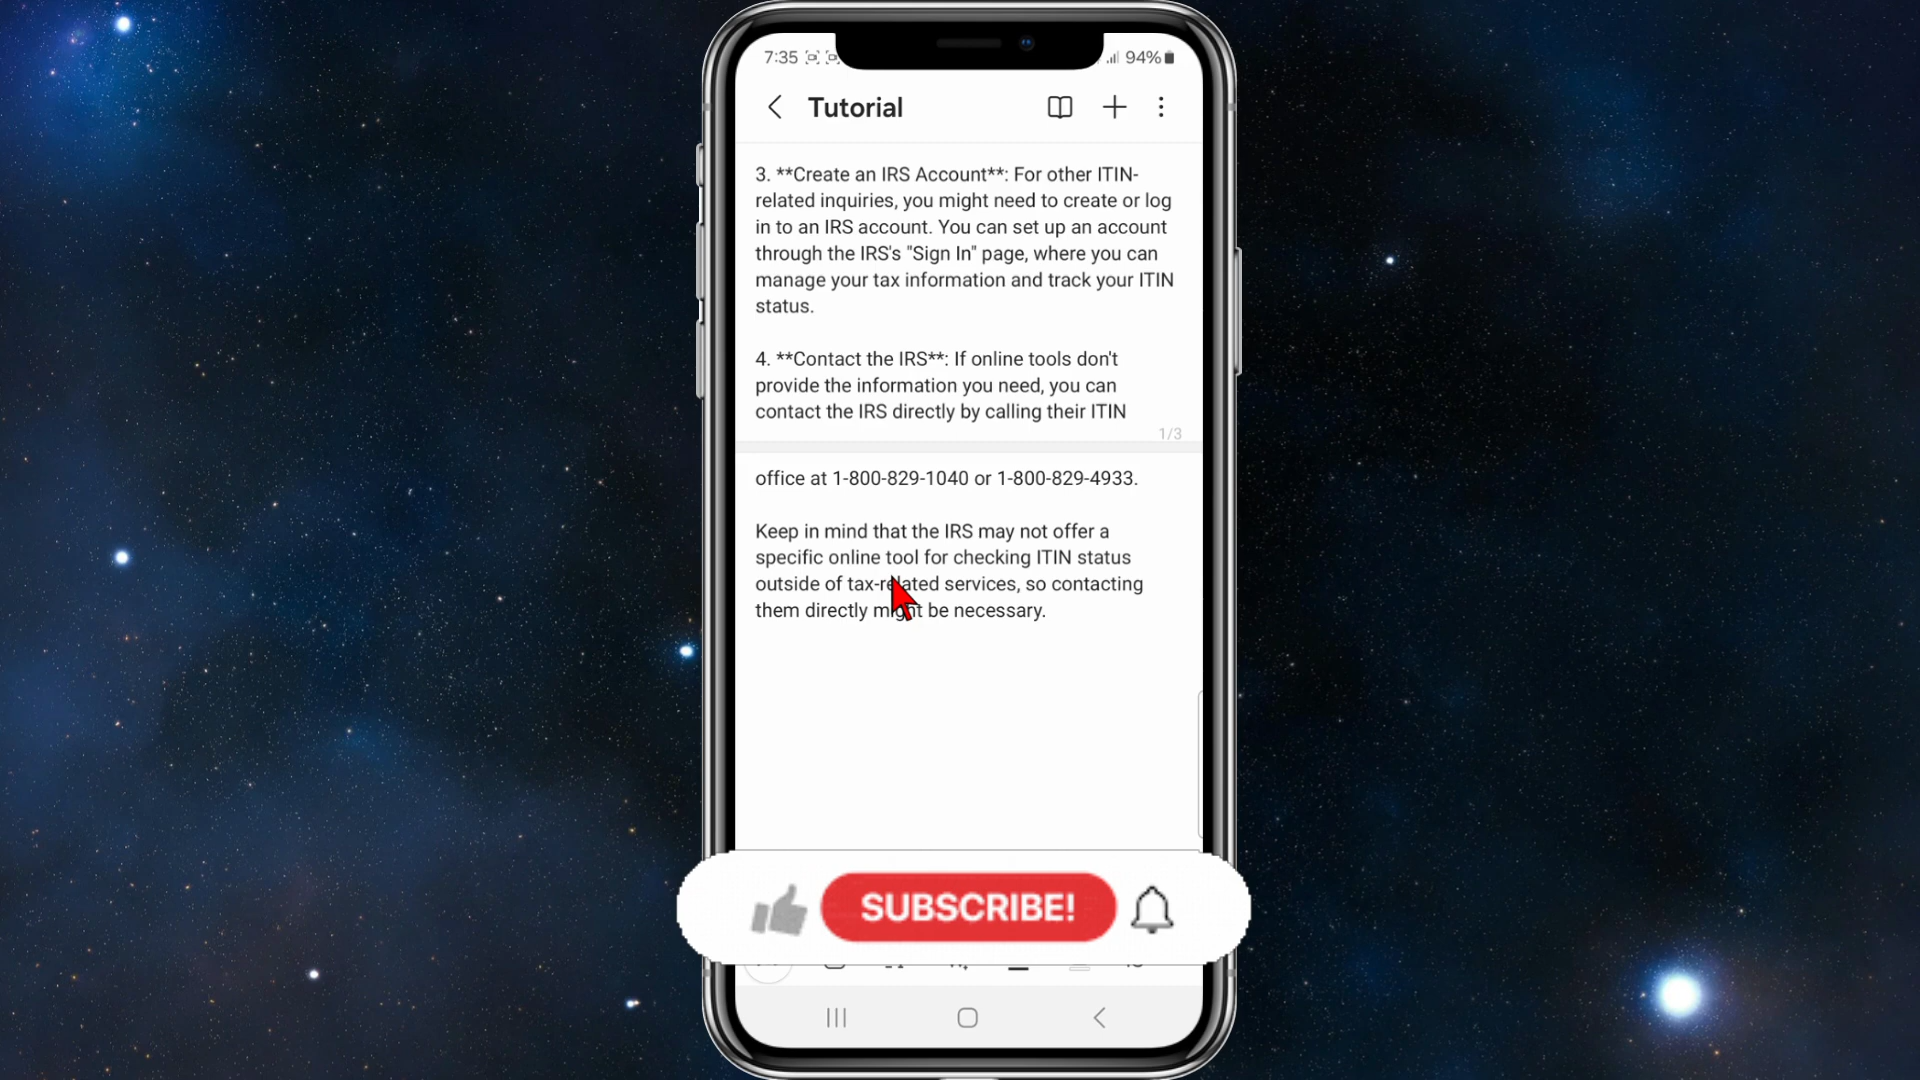 7:35
94%
Tutorial
3. **Create an IRS Account**: For other ITIN-
related inquiries, you might need to create or log
in to an IRS account. You can set up an account
through the IRS's "Sign In" page, where you can
manage your tax information and track your ITIN
status.
4. **Contact the IRS**: If online tools don't
provide the information you need, you can
contact the IRS directly by calling their ITIN
1/3
office at 1-800-829-1040 or 1-800-829-4933.
Keep in mind that the IRS may not offer a
specific online tool for checking ITIN status
outside of tax-related services, so contacting
them directly might be necessary.
SUBSCRIBE!